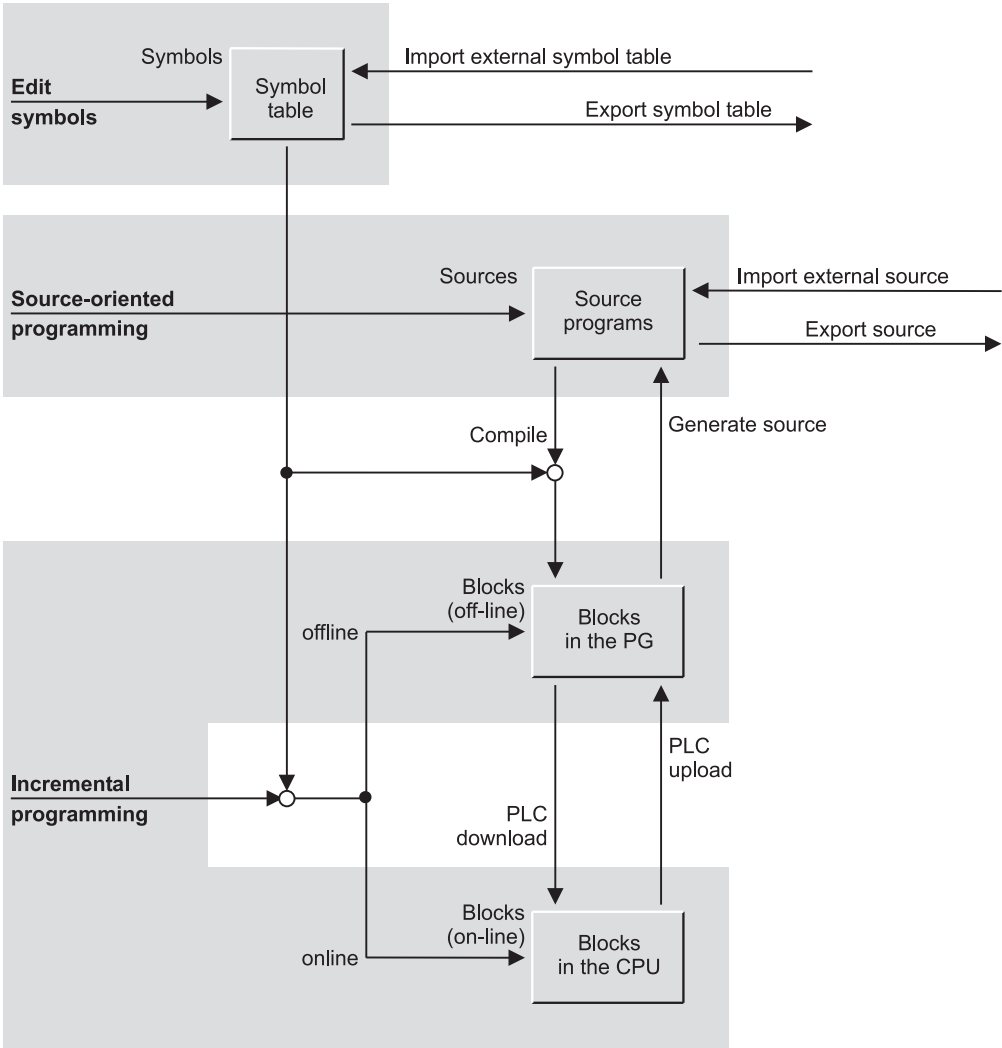 Symbols
Import external symbol table
Edit
symbols
Symbol
table
Export symbol table
Sources
Import external source
Source-oriented
programming
Source
programs
Export source
Compile
Generate source
Blocks
(off-line)
offline
Blocks
in the PG
PLC
upload
Incremental
programming
PLC
download
Blocks
(on-line)
online
Blocks
in the CPU